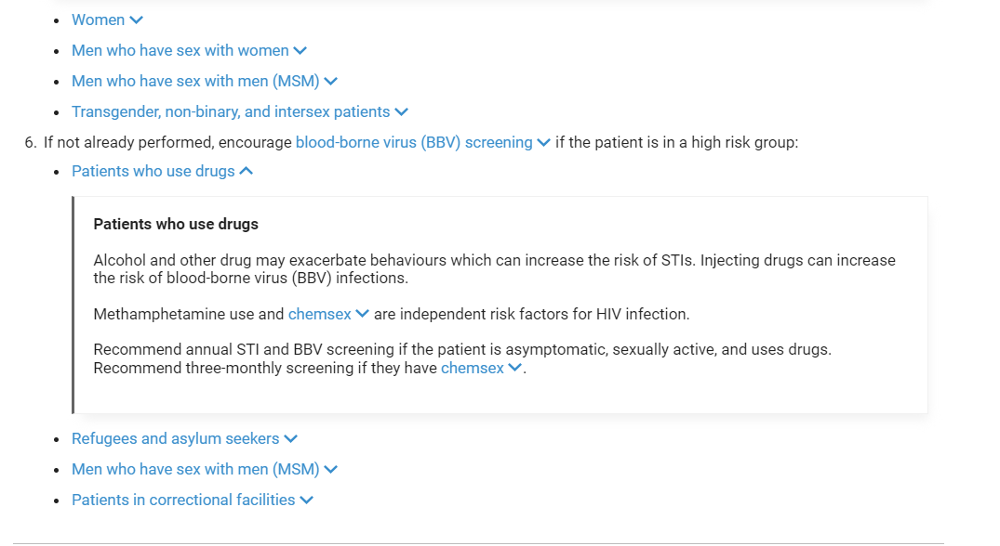 • Women
• Men who have sex with women
• Men who have sex with men (MSM)
• Transgender, non-binary, and intersex patients
6. If not already performed, encourage blood-borne virus (BBV) screening if the patient is in a high risk group:
• Patients who use drugs
Patients who use drugs
Alcohol and other drug may exacerbate behaviours which can increase the risk of STIs. Injecting drugs can increase
the risk of blood-borne virus (BBV) infections.
Methamphetamine use and chemsex are independent risk factors for HIV infection.
Recommend annual STI and BBV screening if the patient is asymptomatic, sexually active, and uses drugs.
Recommend three-monthly screening if they have chemsex.
• Refugees and asylum seekers
• Men who have sex with men (MSM)
• Patients in correctional facilities